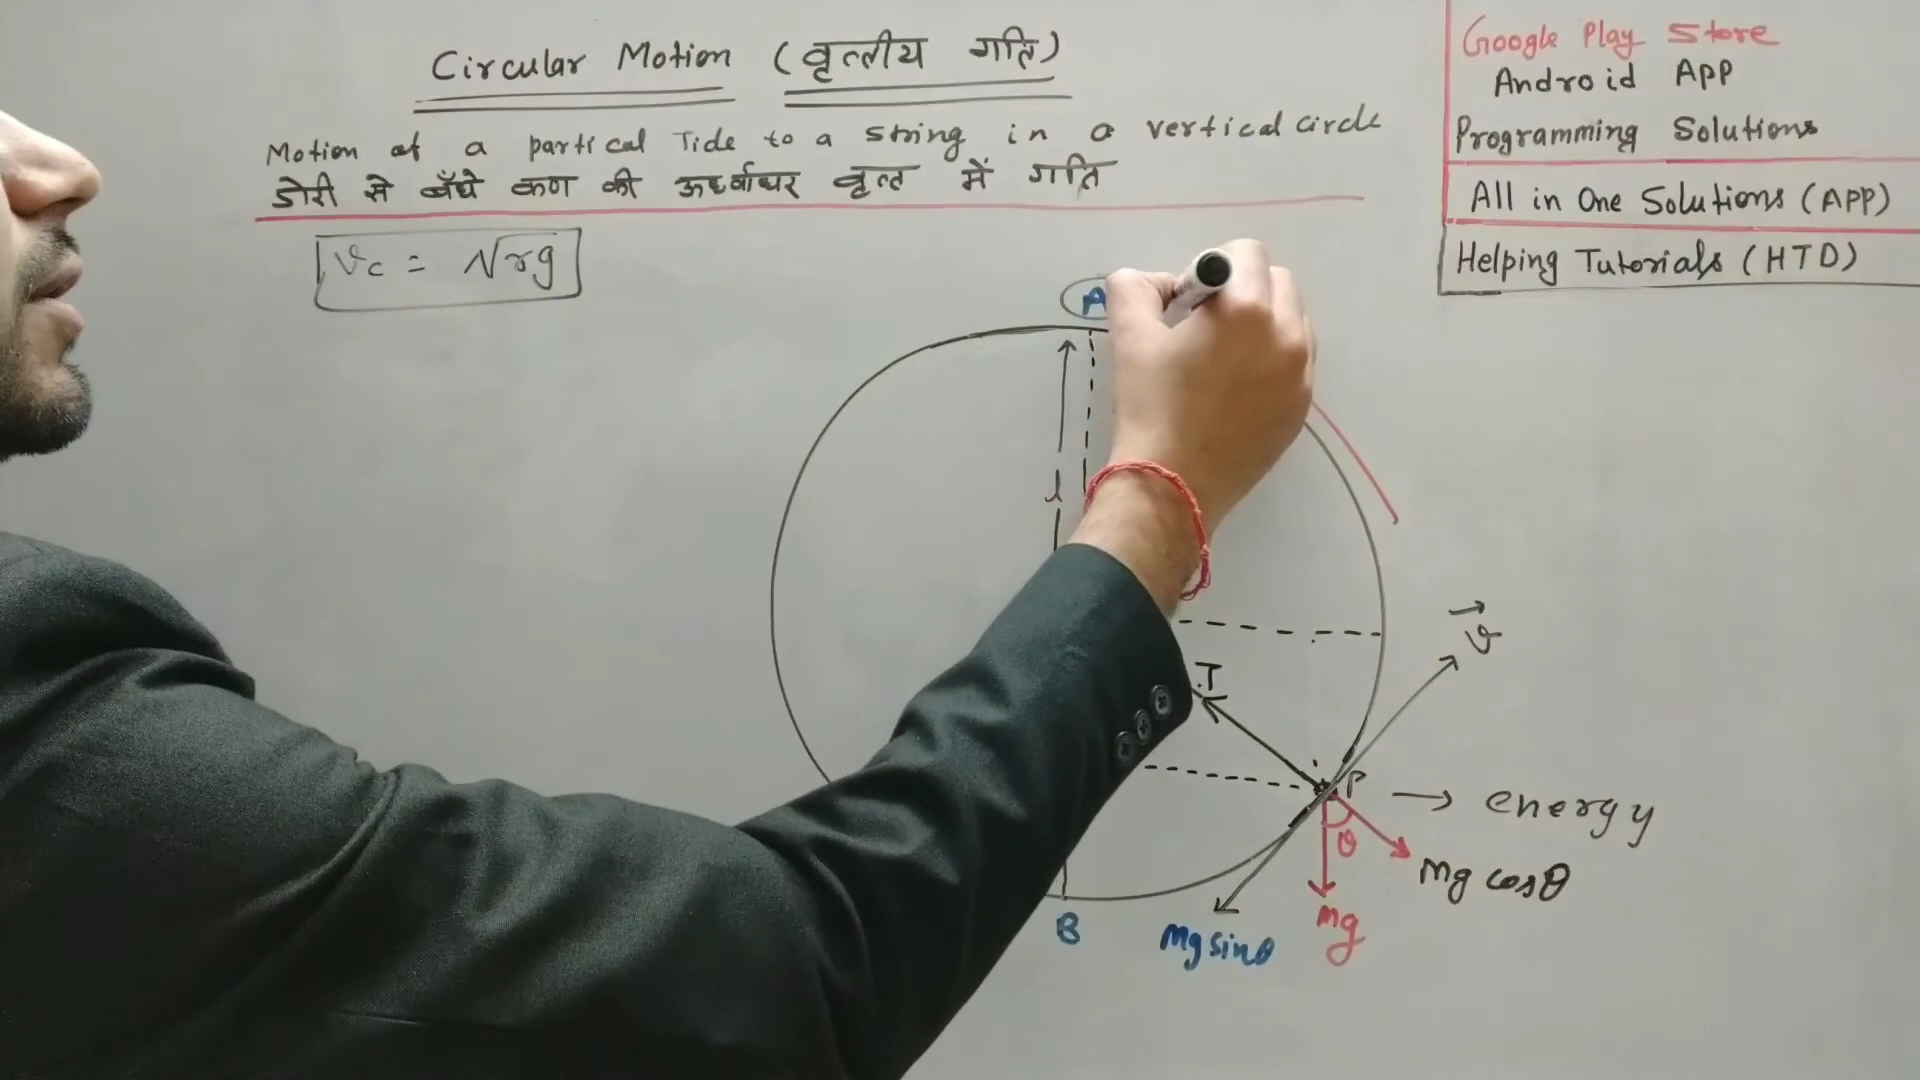 Circular Motion (वृत्तीय गति)
Motion of a partical Tide to a string in a vertical circle
डोरी से बँधे कण की ऊर्ध्वाधर वृत्त में गति
vc = √rg
Google Play Store
Android APP
Programming Solutions
All in One Solutions (APP)
Helping Tutorials (HTD)
A
l
v
T
P
energy
θ
mg cosθ
mg
B
mg sinθ